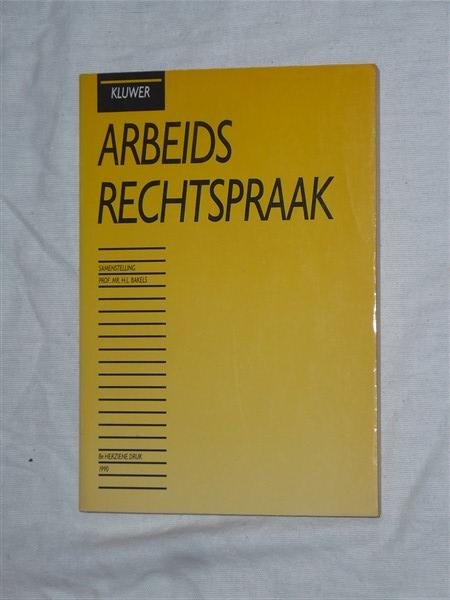 KLUWER
ARBEIDS
RECHTSPRAAK
SAMENSTELLING
PROF. MR. H.L. BAKELS
8e HERZIENE DRUK
1990